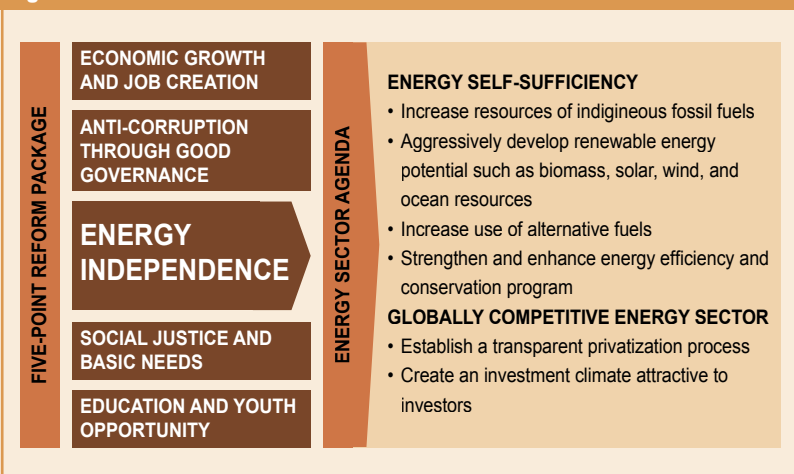 FIVE-POINT REFORM PACKAGE
ECONOMIC GROWTH
AND JOB CREATION
ANTI-CORRUPTION
THROUGH GOOD
GOVERNANCE
ENERGY
INDEPENDENCE
SOCIAL JUSTICE AND
BASIC NEEDS
EDUCATION AND YOUTH
OPPORTUNITY
ENERGY SECTOR AGENDA
ENERGY SELF-SUFFICIENCY
• Increase resources of indigineous fossil fuels
• Aggressively develop renewable energy
potential such as biomass, solar, wind, and
ocean resources
• Increase use of alternative fuels
• Strengthen and enhance energy efficiency and
conservation program
GLOBALLY COMPETITIVE ENERGY SECTOR
• Establish a transparent privatization process
• Create an investment climate attractive to
investors